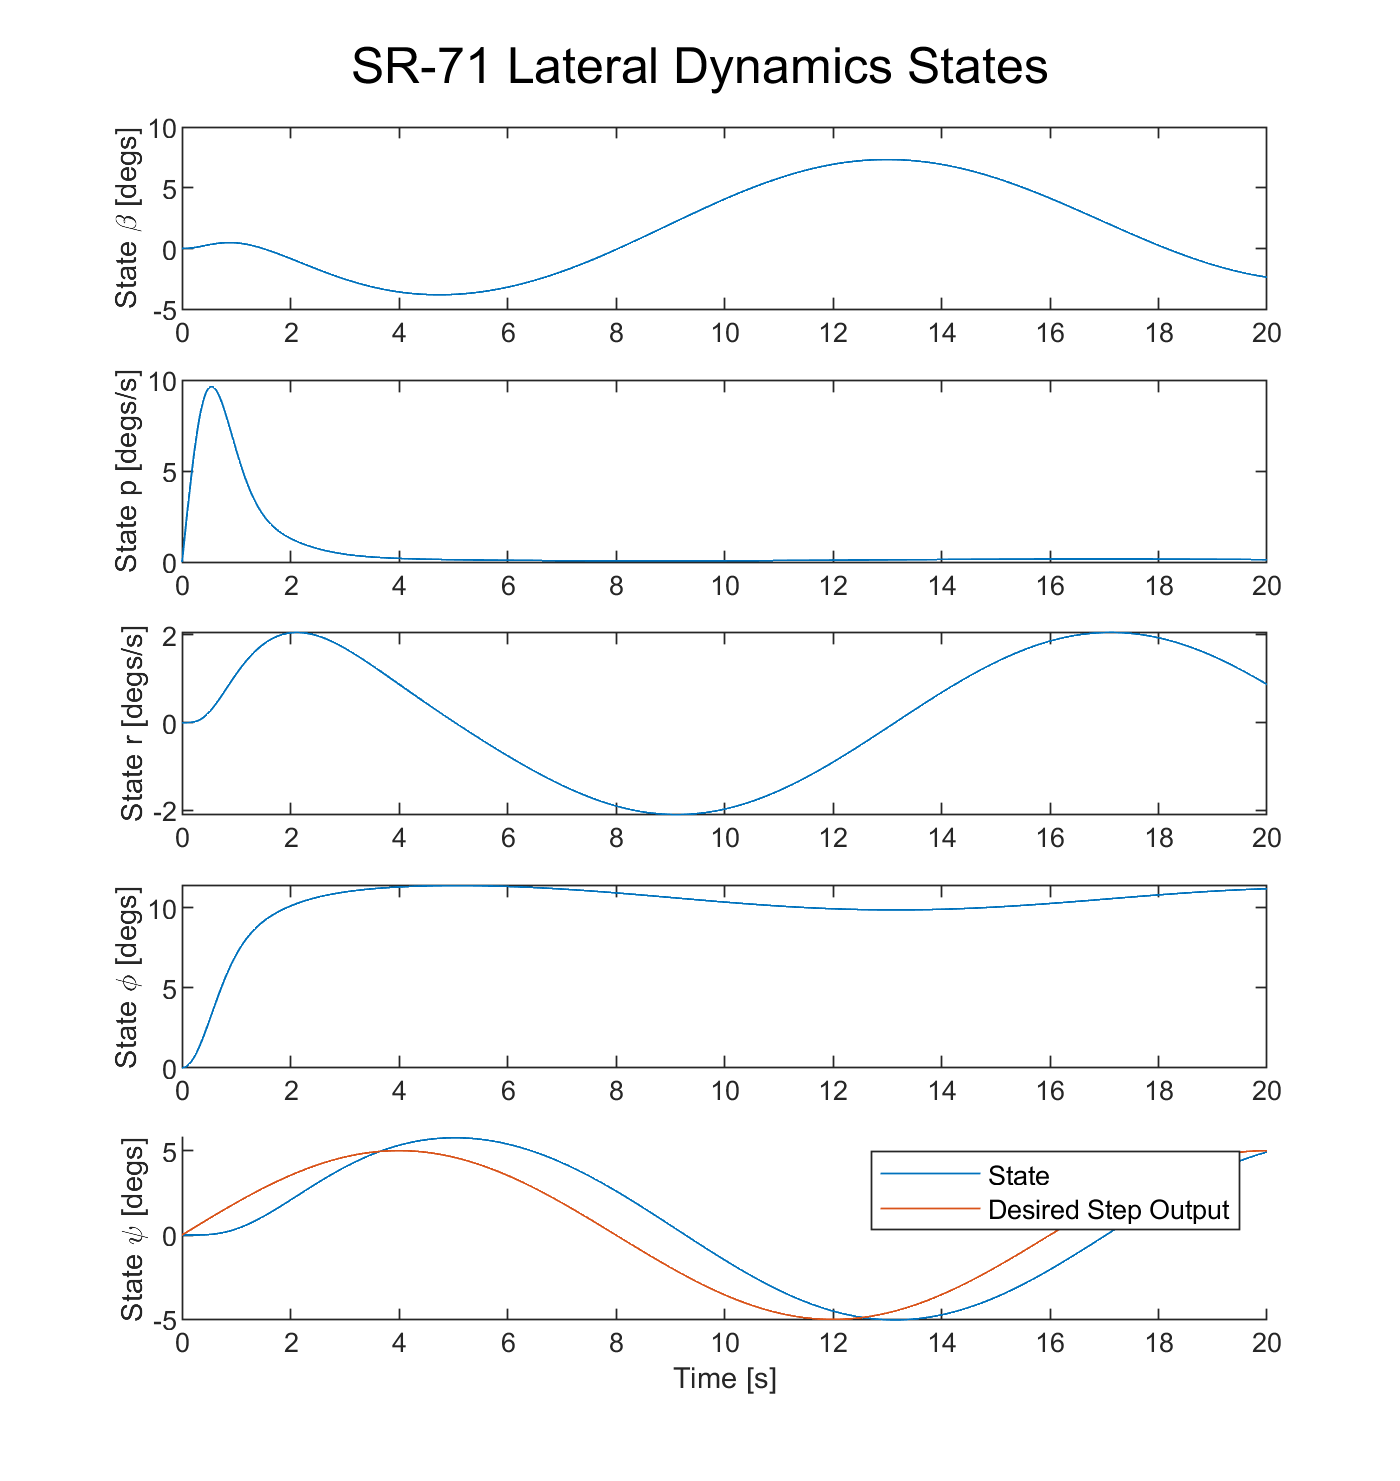 SR-71 Lateral Dynamics States
State β [degs]
10
5
0
-5
0 2 4 6 8 10 12 14 16 18 20
State p [degs/s]
10
5
0
0 2 4 6 8 10 12 14 16 18 20
State r [degs/s]
2
0
-2
0 2 4 6 8 10 12 14 16 18 20
State ϕ [degs]
10
5
0
0 2 4 6 8 10 12 14 16 18 20
State ψ [degs]
5
0
-5
State
Desired Step Output
0 2 4 6 8 10 12 14 16 18 20
Time [s]